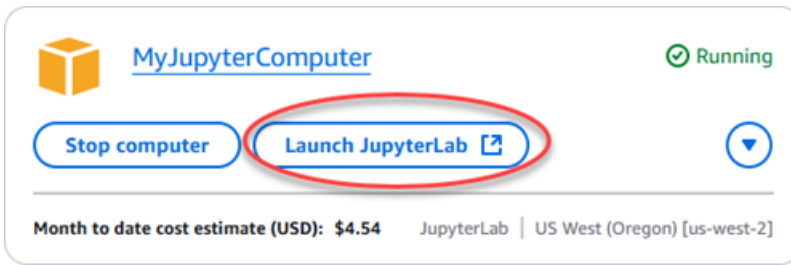 MyJupyterComputer
Running
Stop computer
Launch JupyterLab
Month to date cost estimate (USD): $4.54
JupyterLab | US West (Oregon) [us-west-2]